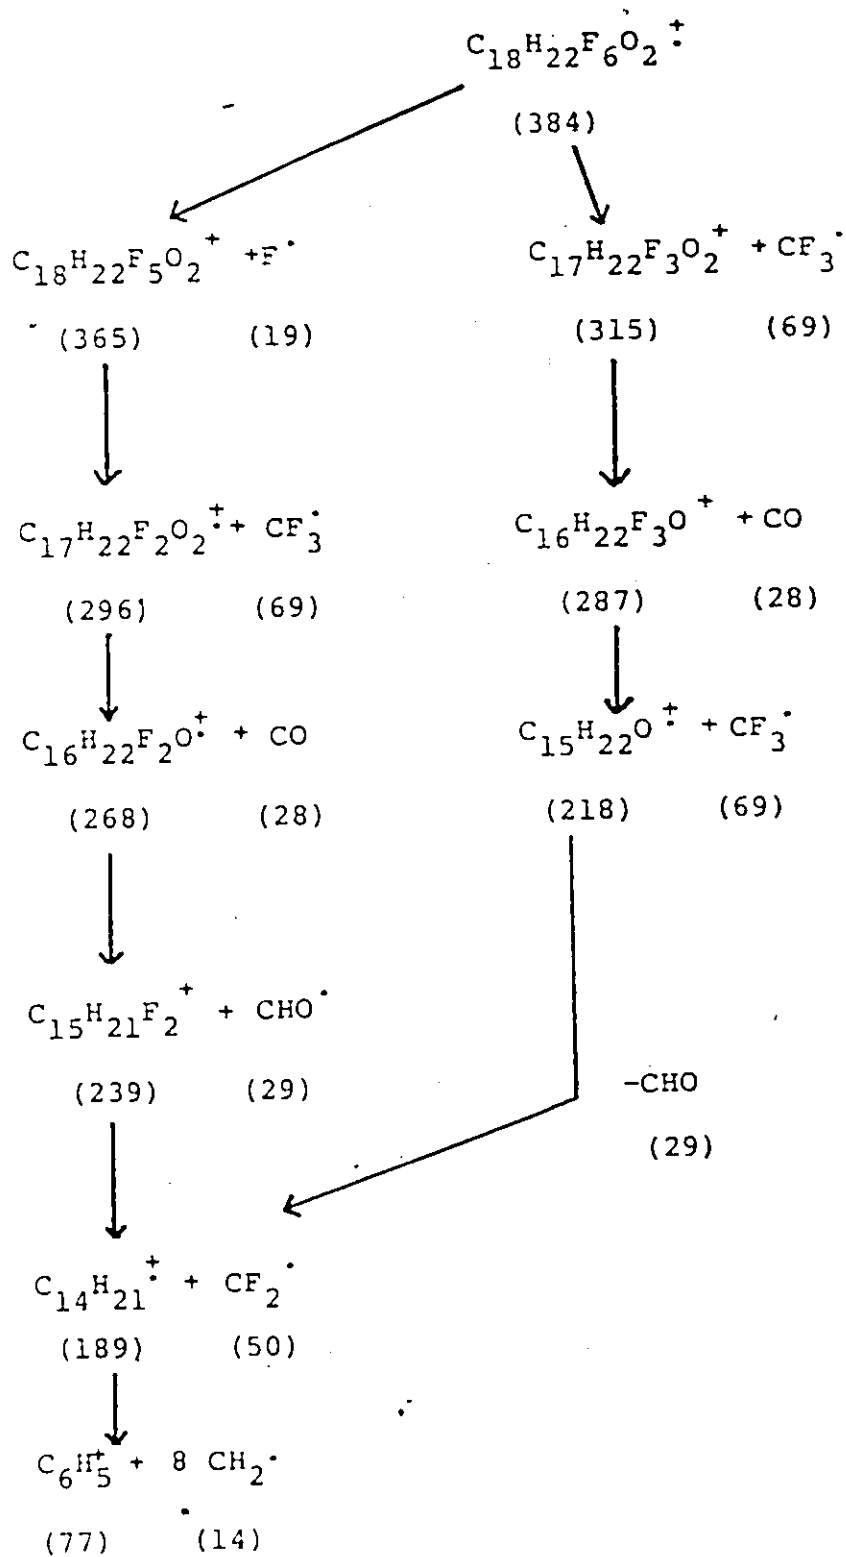 C₁₈H₂₂F₆O₂⁺•
(384)
C₁₈H₂₂F₅O₂⁺ +F• C₁₇H₂₂F₃O₂⁺ + CF₃•
(365) (19) (315) (69)
C₁₇H₂₂F₂O₂⁺• + CF₃• C₁₆H₂₂F₃O⁺ + CO
(296) (69) (287) (28)
C₁₆H₂₂F₂O⁺• + CO C₁₅H₂₂O⁺• + CF₃•
(268) (28) (218) (69)
C₁₅H₂₁F₂⁺ + CHO•
(239) (29) -CHO
(29)
C₁₄H₂₁⁺• + CF₂•
(189) (50)
C₆H₅⁺ + 8 CH₂•
(77) (14)